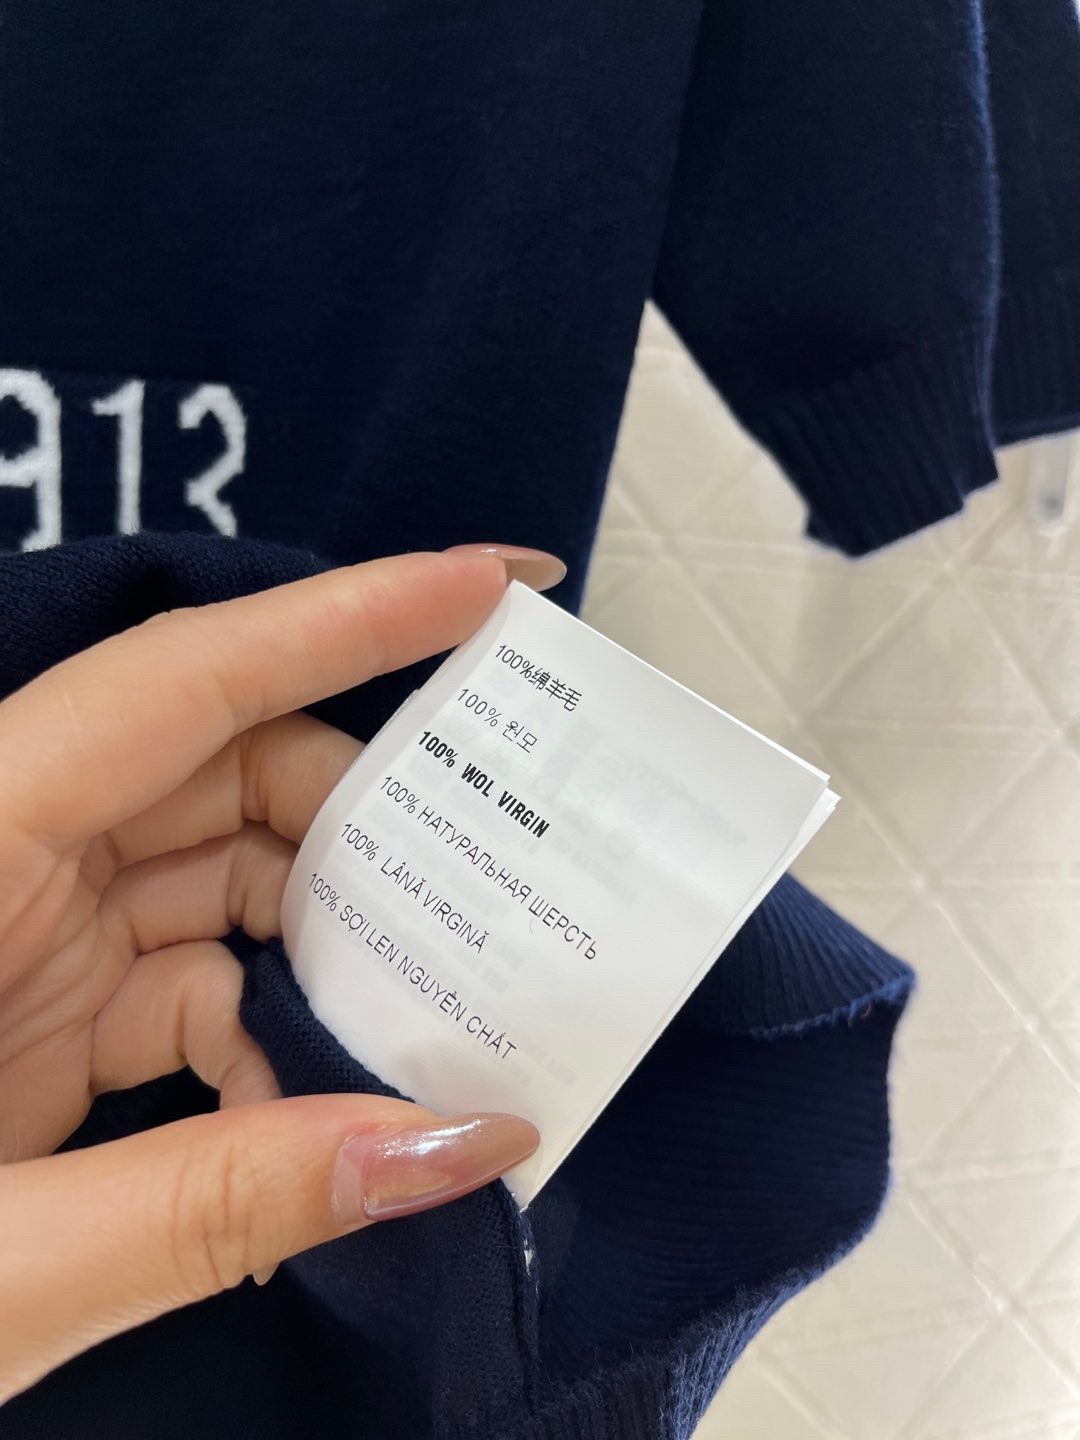 913
100%绵羊毛
100% 원모
100% WOL VIRGIN
100% НАТУРАЛЬНАЯ ШЕРСТЬ
100% LÂNĂ VIRGINĂ
100% SỢI LEN NGUYÊN CHẤT